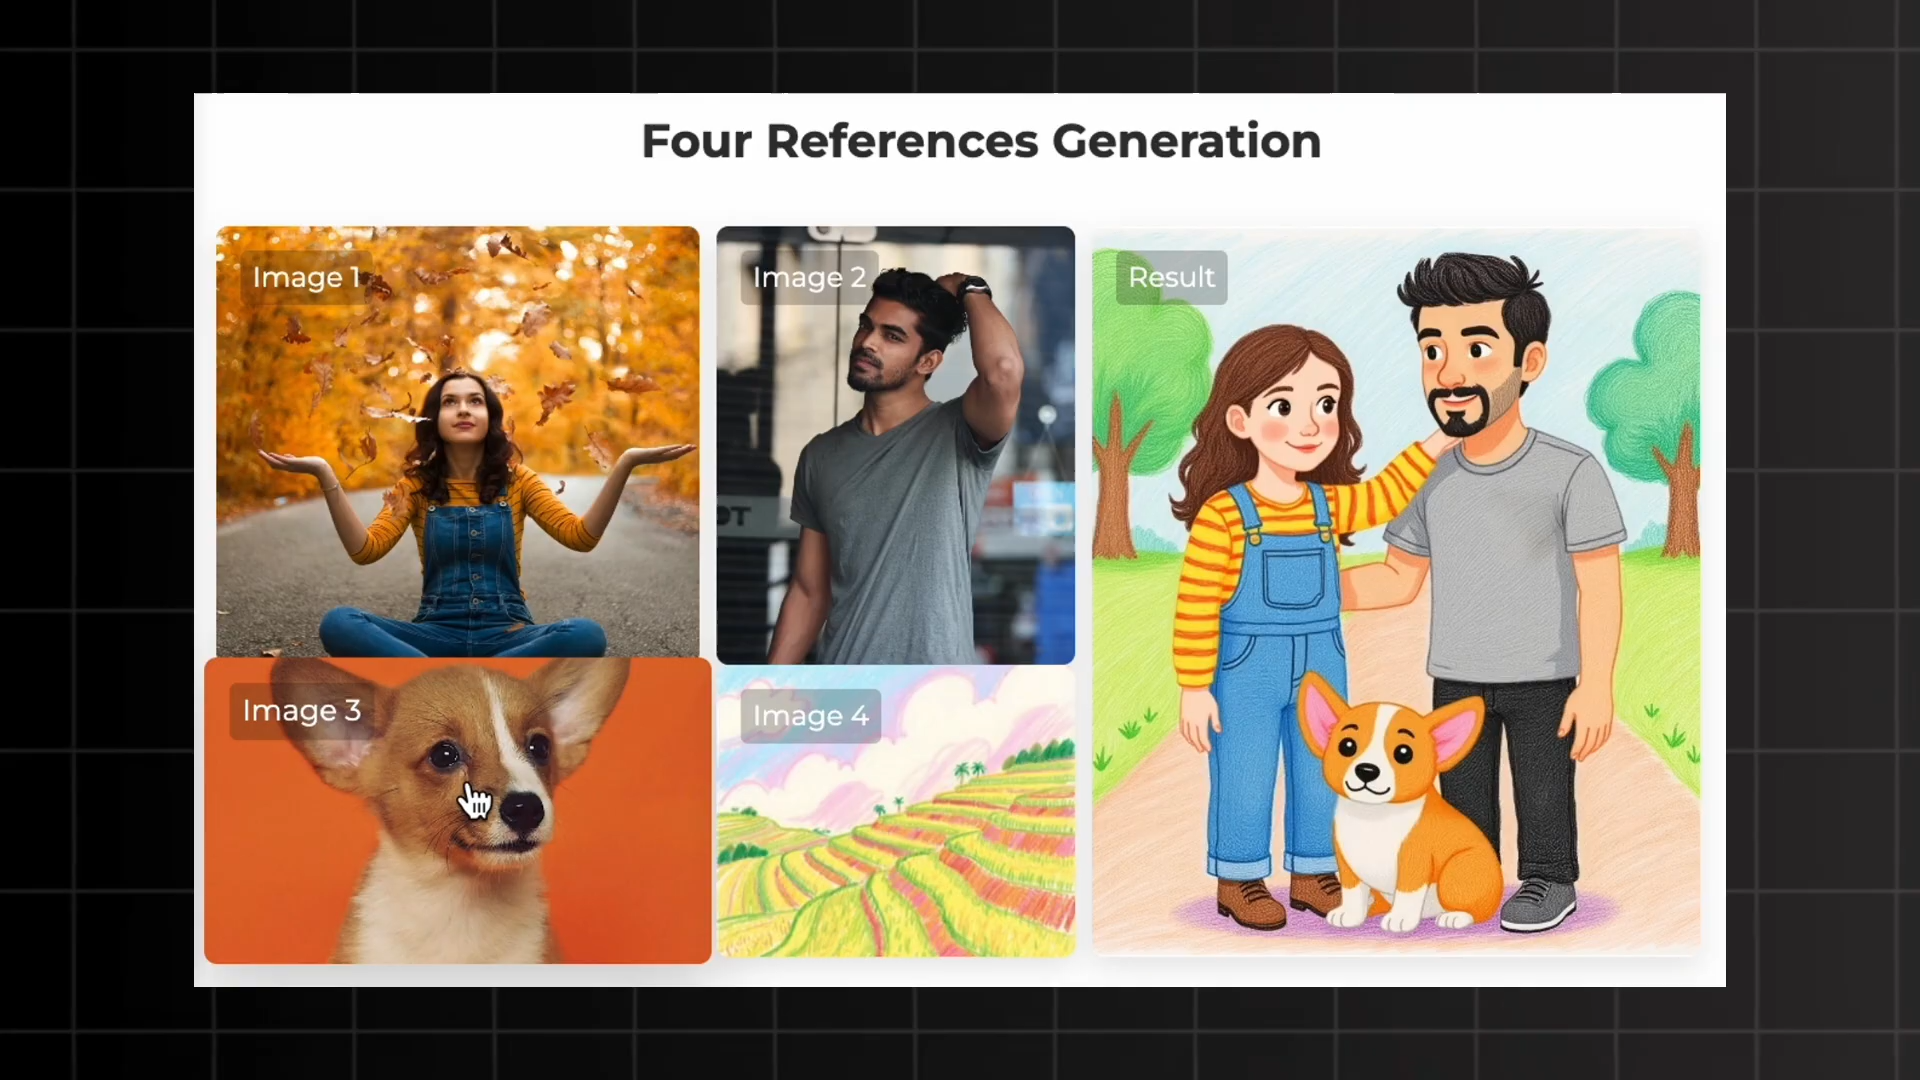 Four References Generation
Image 1
Image 2
Result
Image 3
Image 4